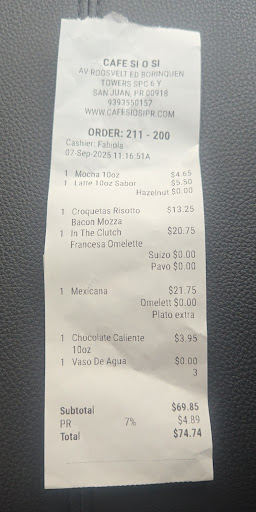 CAFE SI O SI
AV ROOSVELT ED BORINQUEN
TOWERS SPC 6 Y
SAN JUAN, PR 00918
9393550157
WWW.CAFESIOSIPR.COM
ORDER: 211 - 200
Cashier: Fabiola
07-Sep-2025 11:16:51A
1 Mocha 10oz $4.65
1 Latte 10oz Sabor $5.50
Hazelnut $0.00
1 Croquetas Risotto $13.25
Bacon Mozza
1 In The Clutch $20.75
Francesa Omelette
Suizo $0.00
Pavo $0.00
1 Mexicana $21.75
Omelett $0.00
Plato extra
1 Chocolate Caliente $3.95
10oz
1 Vaso De Agua $0.00
3
Subtotal $69.85
PR 7% $4.89
Total $74.74